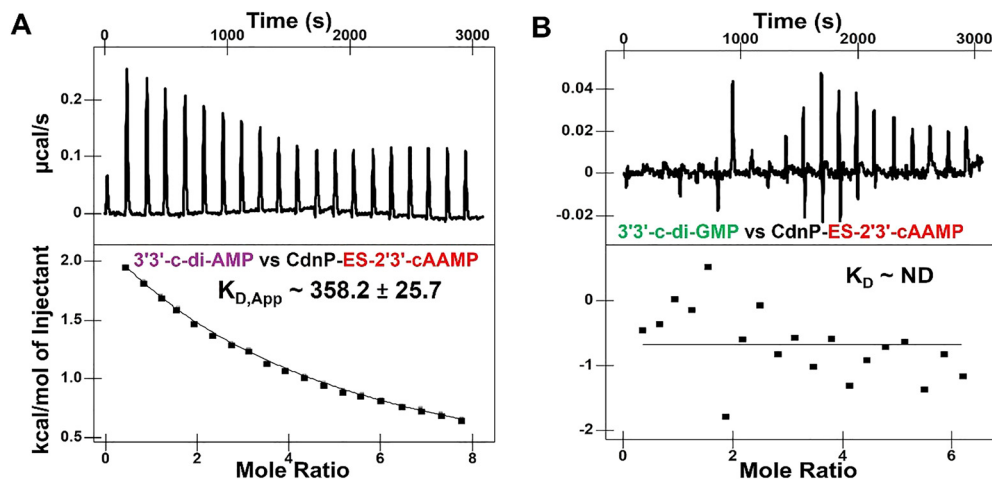 A
Time (s)
0 1000 2000 3000
µcal/s
0.2
0.1
0
3'3'-c-di-AMP vs CdnP-ES-2'3'-cAAMP
K_D,App ~ 358.2 ± 25.7
kcal/mol of Injectant
2.0
1.5
1.0
0.5
0 2 4 6 8
Mole Ratio
B
Time (s)
0 1000 2000 3000
0.04
0.02
0
-0.02
3'3'-c-di-GMP vs CdnP-ES-2'3'-cAAMP
K_D ~ ND
0
-1
-2
0 2 4 6
Mole Ratio